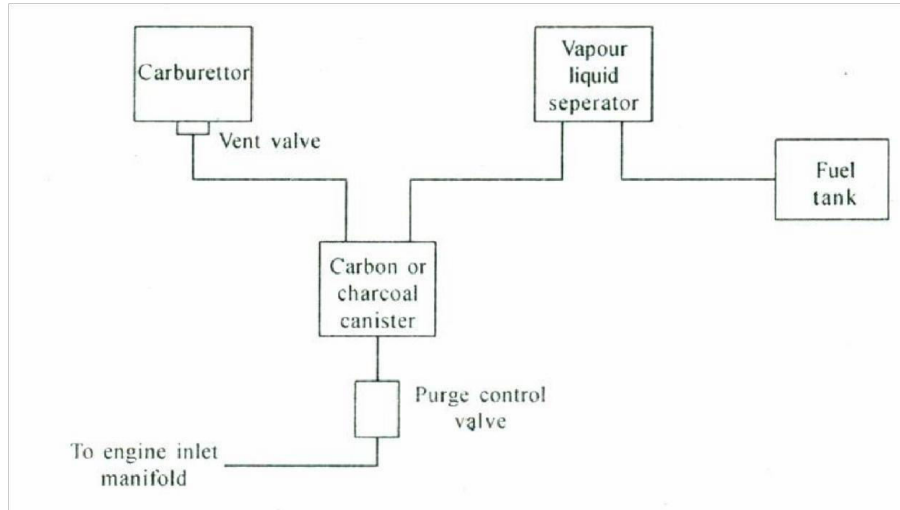 Carburettor
Vent valve
Vapour
liquid
seperator
Fuel
tank
Carbon or
charcoal
canister
Purge control
valve
To engine inlet
manifold